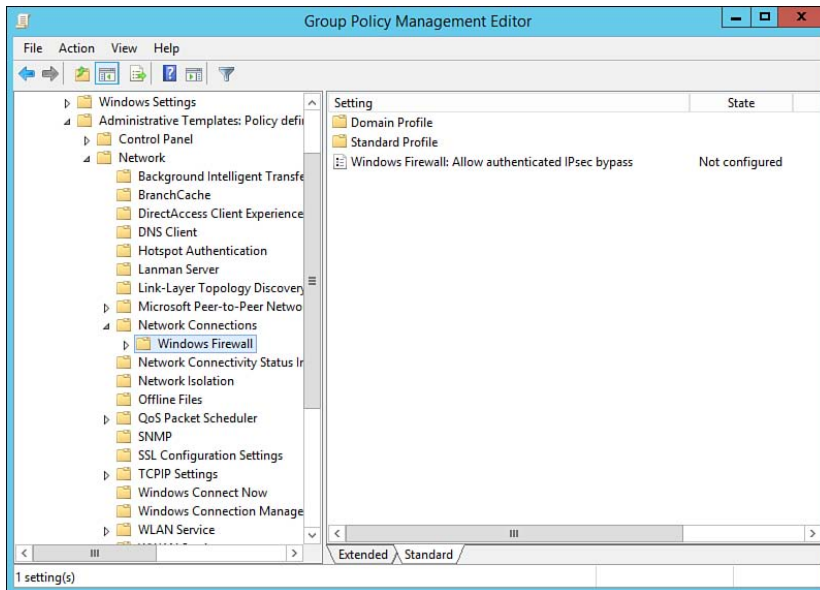 Group Policy Management Editor
File Action View Help
Windows Settings
Administrative Templates: Policy defi
Control Panel
Network
Background Intelligent Transfe
BranchCache
DirectAccess Client Experience
DNS Client
Hotspot Authentication
Lanman Server
Link-Layer Topology Discovery
Microsoft Peer-to-Peer Netwo
Network Connections
Windows Firewall
Network Connectivity Status Ir
Network Isolation
Offline Files
QoS Packet Scheduler
SNMP
SSL Configuration Settings
TCPIP Settings
Windows Connect Now
Windows Connection Manage
WLAN Service
Setting State
Domain Profile
Standard Profile
Windows Firewall: Allow authenticated IPsec bypass Not configured
Extended Standard
1 setting(s)